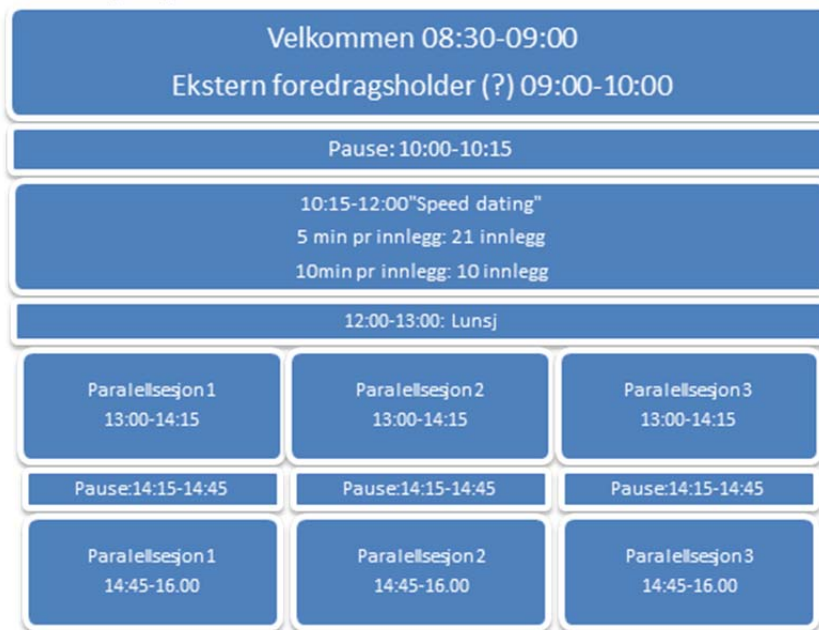 Velkommen 08:30-09:00
Ekstern foredragsholder (?) 09:00-10:00
Pause: 10:00-10:15
10:15-12:00"Speed dating"
5 min pr innlegg: 21 innlegg
10min pr innlegg: 10 innlegg
12:00-13:00: Lunsj
Paralellsesjon 1
13:00-14:15
Paralellsesjon 2
13:00-14:15
Paralellsesjon 3
13:00-14:15
Pause:14:15-14:45
Pause:14:15-14:45
Pause:14:15-14:45
Paralellsesjon 1
14:45-16.00
Paralellsesjon 2
14:45-16.00
Paralellsesjon 3
14:45-16.00